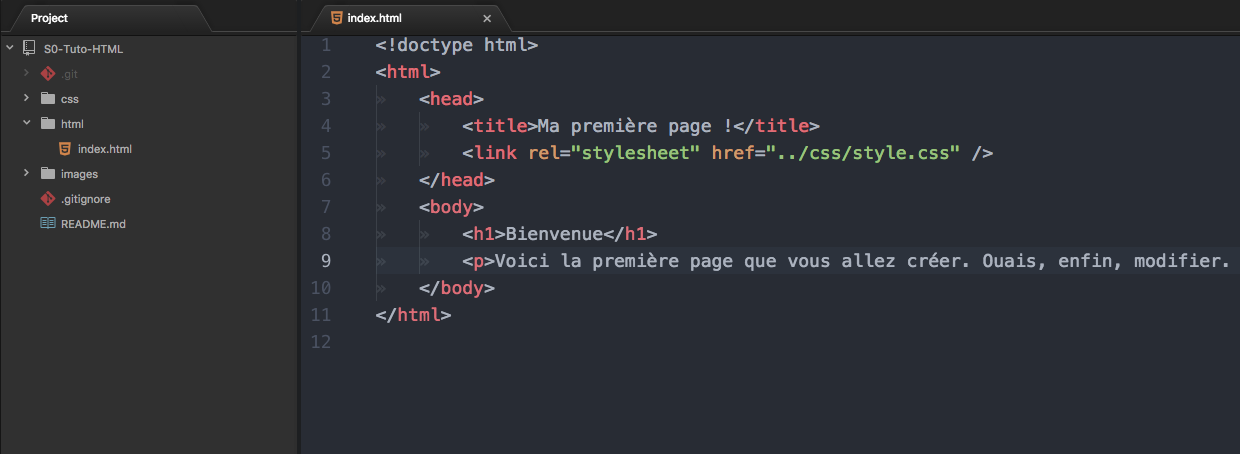 Project
S0-Tuto-HTML
.git
css
html
index.html
images
.gitignore
README.md
index.html ×
1 <!doctype html>
2 <html>
3 » <head>
4 » » <title>Ma première page !</title>
5 » » <link rel="stylesheet" href="../css/style.css" />
6 » </head>
7 » <body>
8 » » <h1>Bienvenue</h1>
9 » » <p>Voici la première page que vous allez créer. Ouais, enfin, modifier.
10 » </body>
11 </html>
12